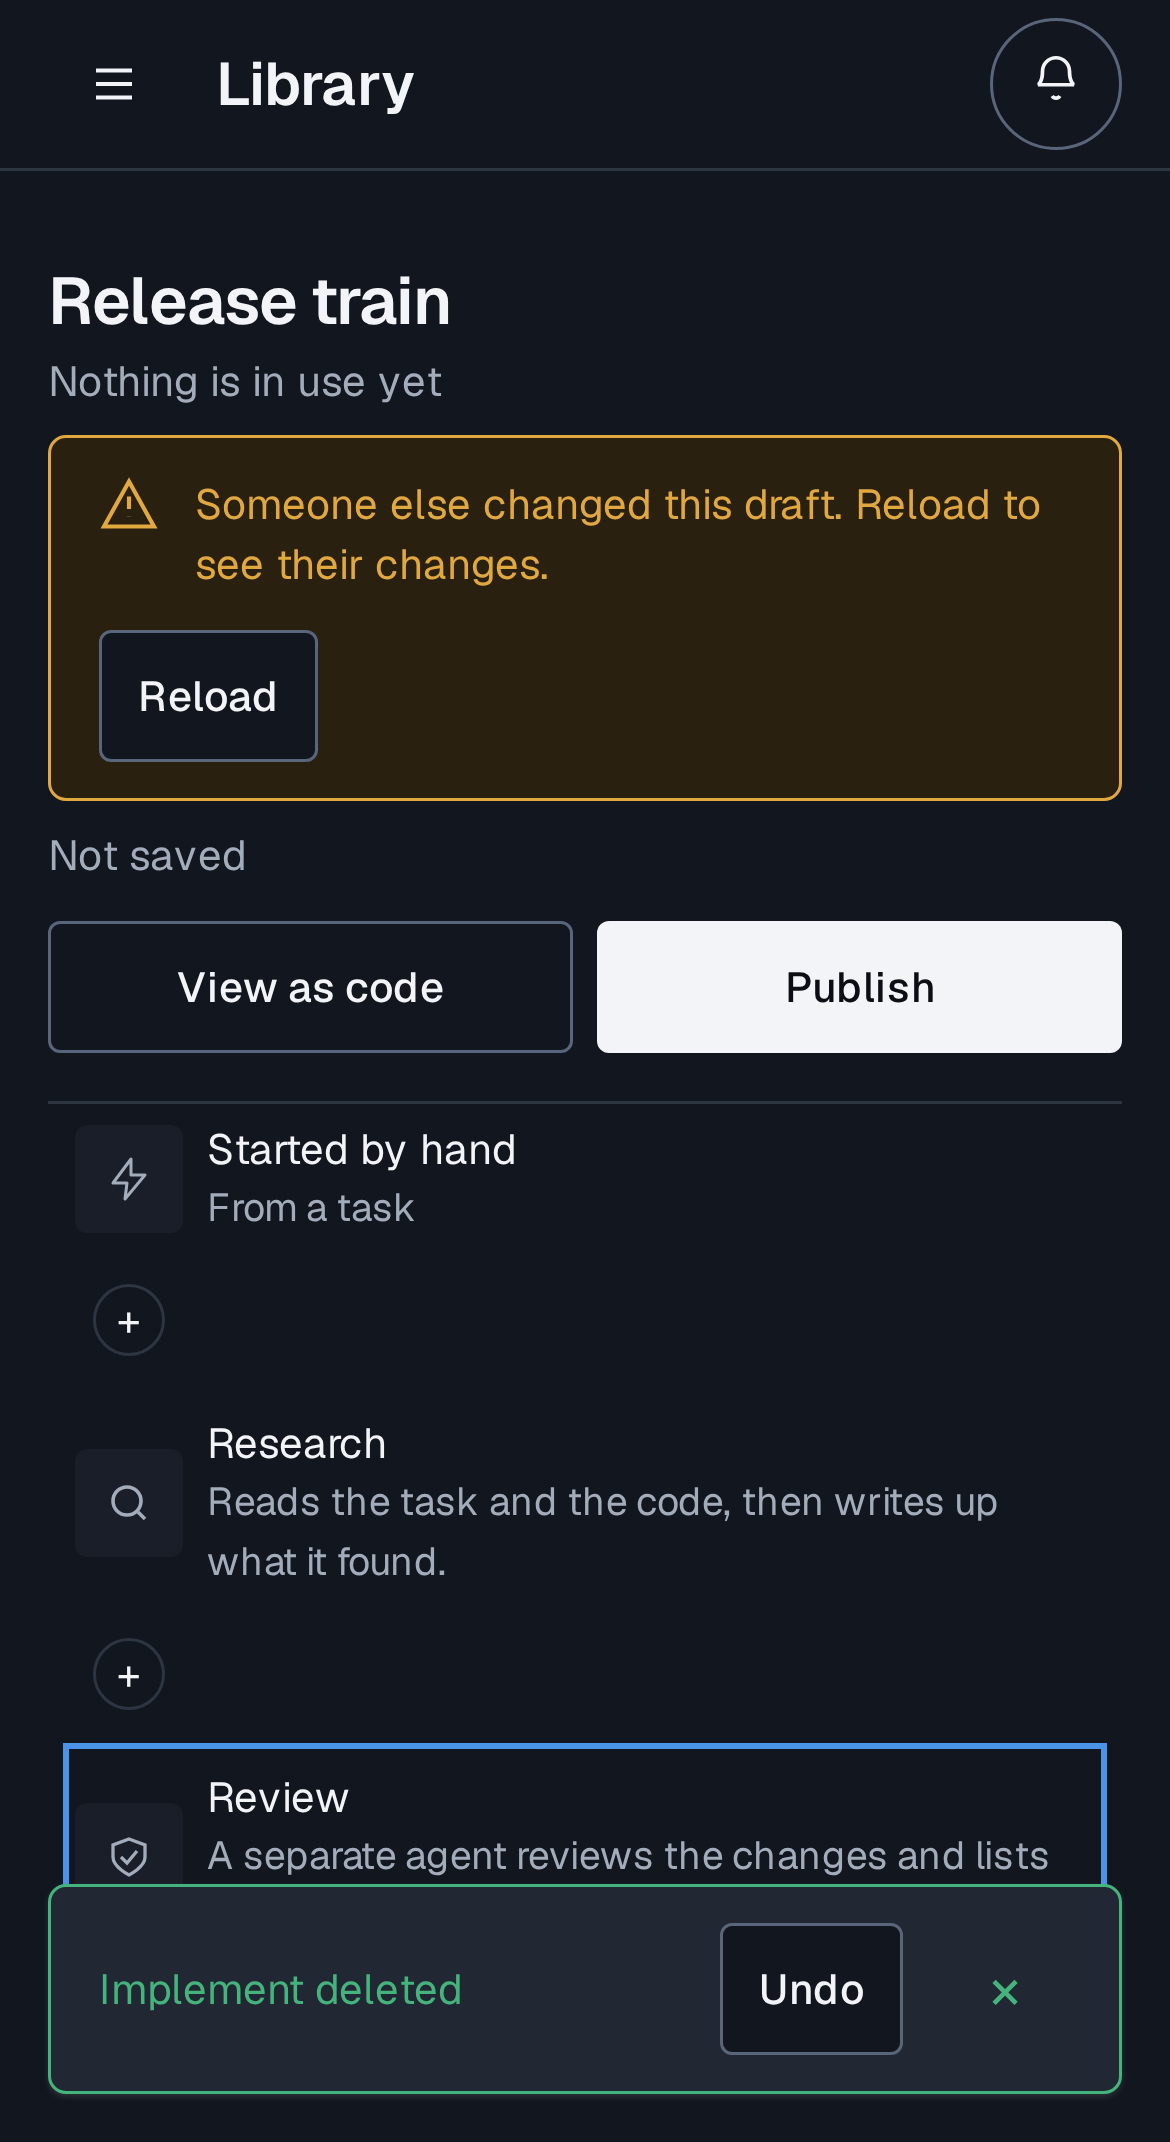 Library
Release train
Nothing is in use yet
Someone else changed this draft. Reload to
see their changes.
Reload
Not saved
View as code
Publish
Started by hand
From a task
+
Research
Reads the task and the code, then writes up
what it found.
+
Review
A separate agent reviews the changes and lists
Implement deleted
Undo